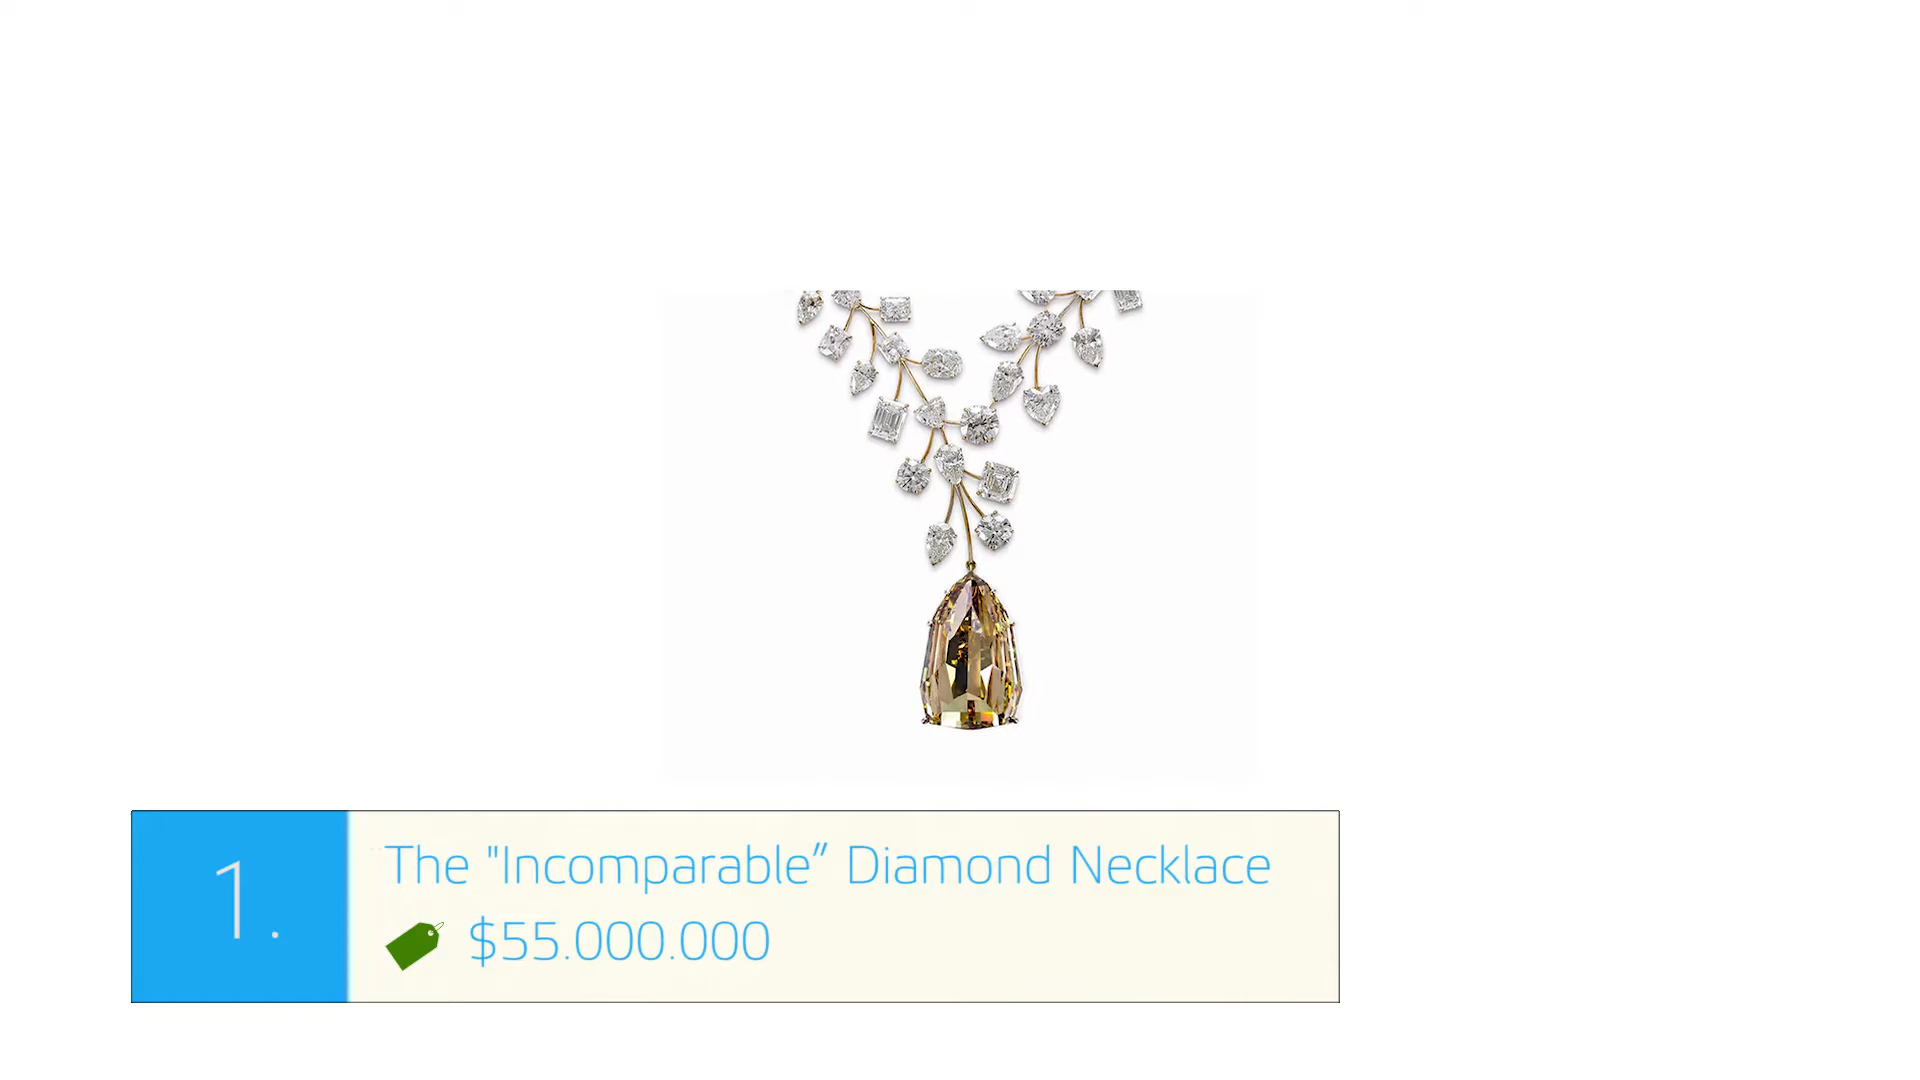 1.
The "Incomparable” Diamond Necklace
$55.000.000